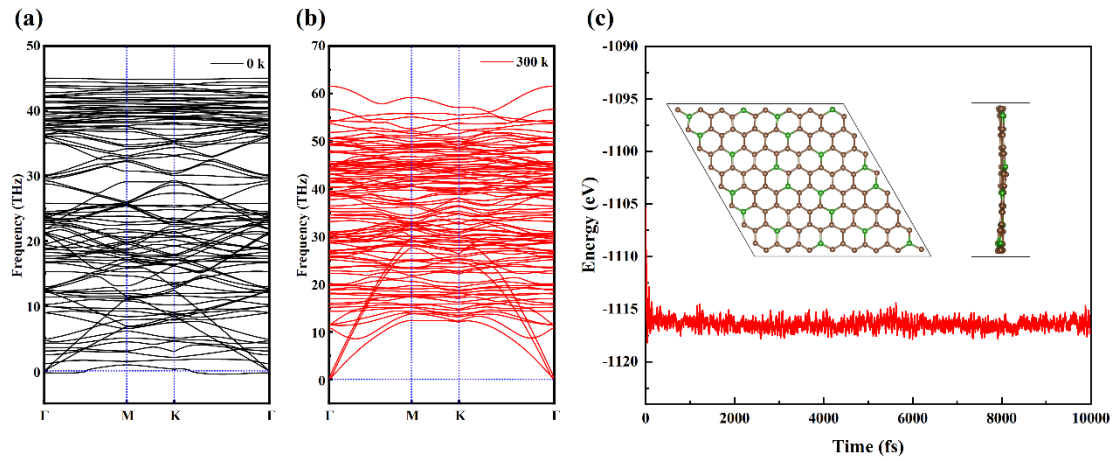 (a)
50
40
30
20
10
0
Frequency (THz)
0 k
Γ
M
K
Γ
(b)
70
60
50
40
30
20
10
0
Frequency (THz)
300 k
Γ
M
K
Γ
(c)
-1090
-1095
-1100
-1105
-1110
-1115
-1120
Energy (eV)
0
2000
4000
6000
8000
10000
Time (fs)